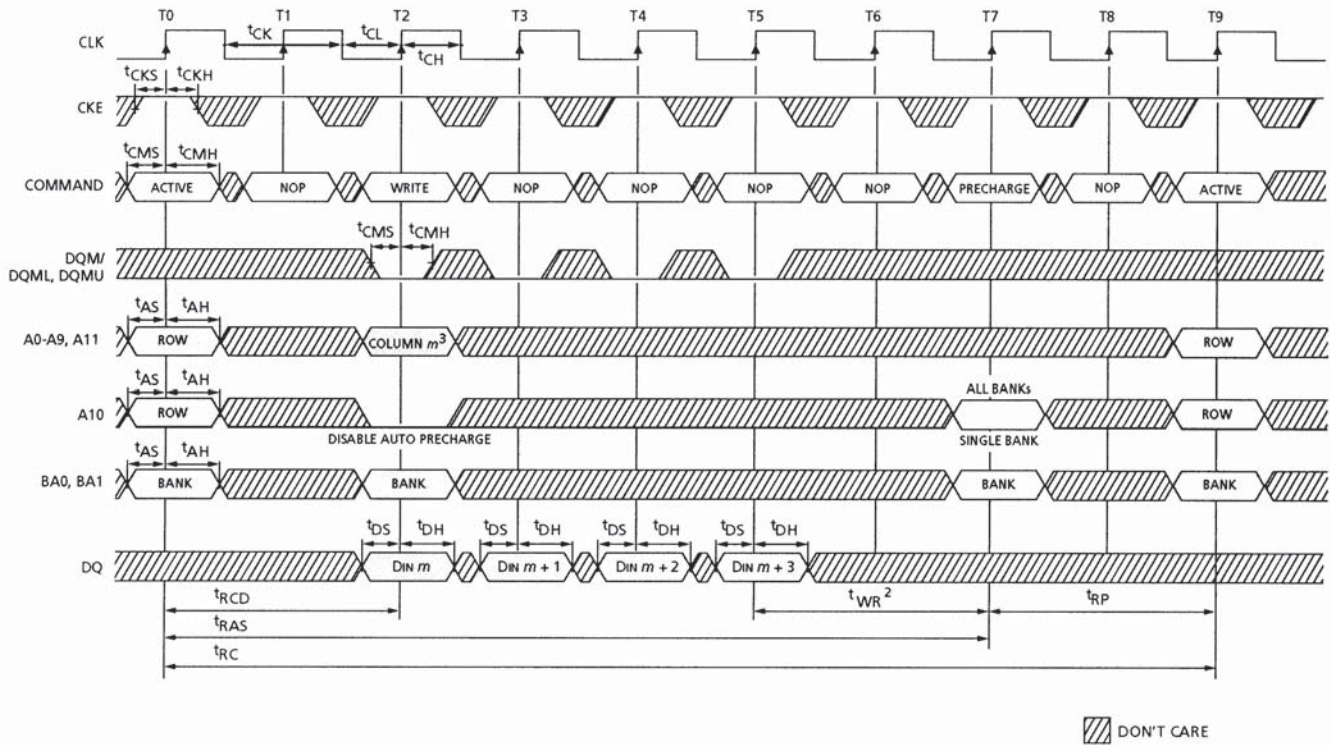 T0 T1 T2 T3 T4 T5 T6 T7 T8 T9
CLK
tCK tCL
tCH
tCKS tCKH
CKE
tCMS tCMH
COMMAND ACTIVE NOP WRITE NOP NOP NOP NOP PRECHARGE NOP ACTIVE
tCMS tCMH
DQM/
DQML, DQMU
tAS tAH
A0-A9, A11 ROW COLUMN m³ ROW
tAS tAH
ALL BANKs
A10 ROW ROW
DISABLE AUTO PRECHARGE SINGLE BANK
tAS tAH
BA0, BA1 BANK BANK BANK BANK
tDS tDH tDS tDH tDS tDH tDS tDH
DQ DIN m DIN m + 1 DIN m + 2 DIN m + 3
tRCD tWR² tRP
tRAS
tRC
DON'T CARE